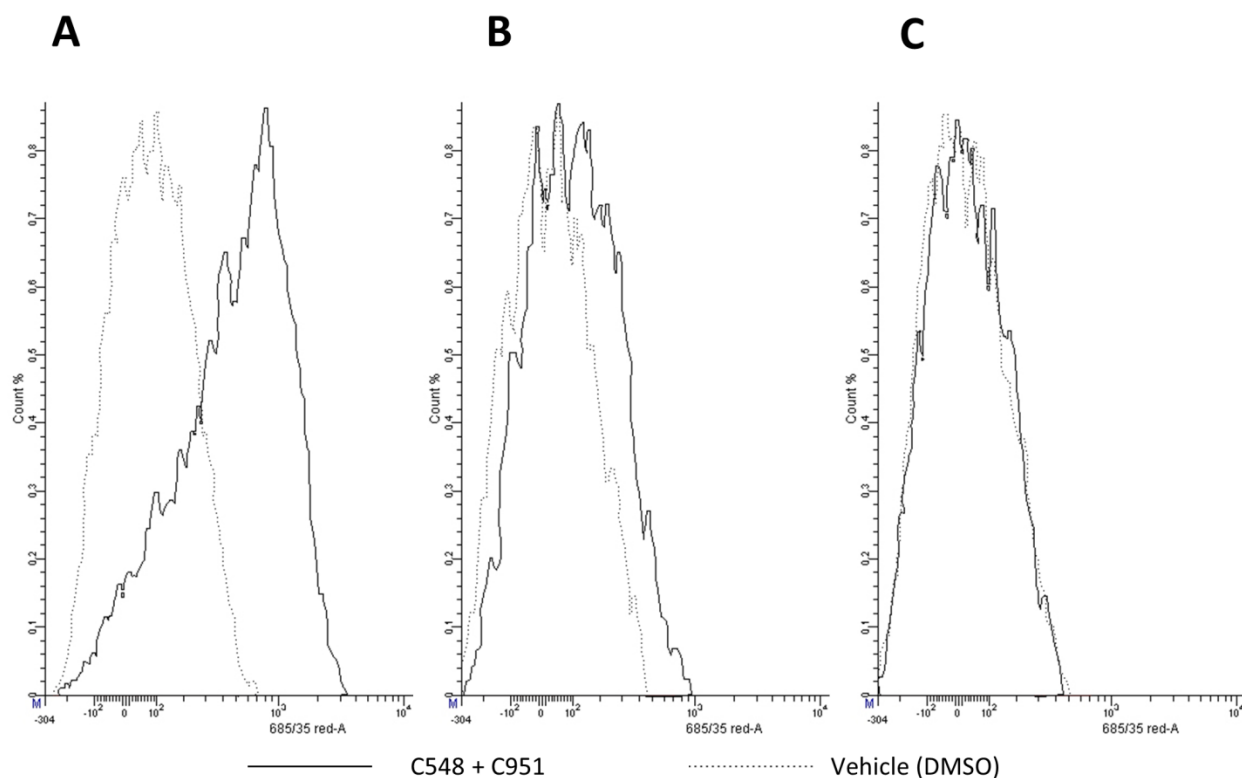 A B C
Count %
0 0,1 0,2 0,3 0,4 0,5 0,6 0,7 0,8
M
-304 -10² 0 10² 10³ 10⁴
685/35 red-A
Count %
0 0,1 0,2 0,3 0,4 0,5 0,6 0,7 0,8
M
-304 -10² 0 10² 10³ 10⁴
685/35 red-A
Count %
0 0,1 0,2 0,3 0,4 0,5 0,6 0,7 0,8
M
-304 -10² 0 10² 10³ 10⁴
685/35 red-A
C548 + C951 Vehicle (DMSO)